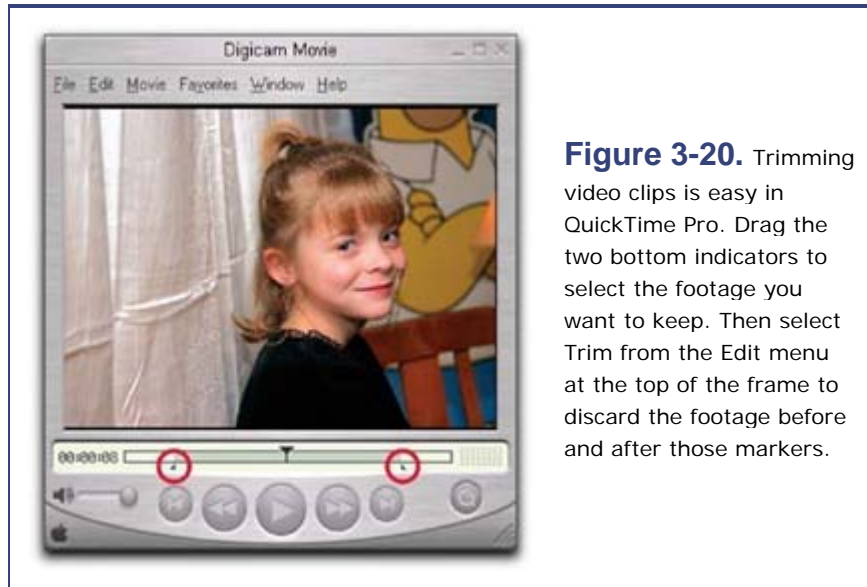 Digicam Movie
File Edit Movie Favorites Window Help
00:00:08
Figure 3-20. Trimming
video clips is easy in
QuickTime Pro. Drag the
two bottom indicators to
select the footage you
want to keep. Then select
Trim from the Edit menu
at the top of the frame to
discard the footage before
and after those markers.